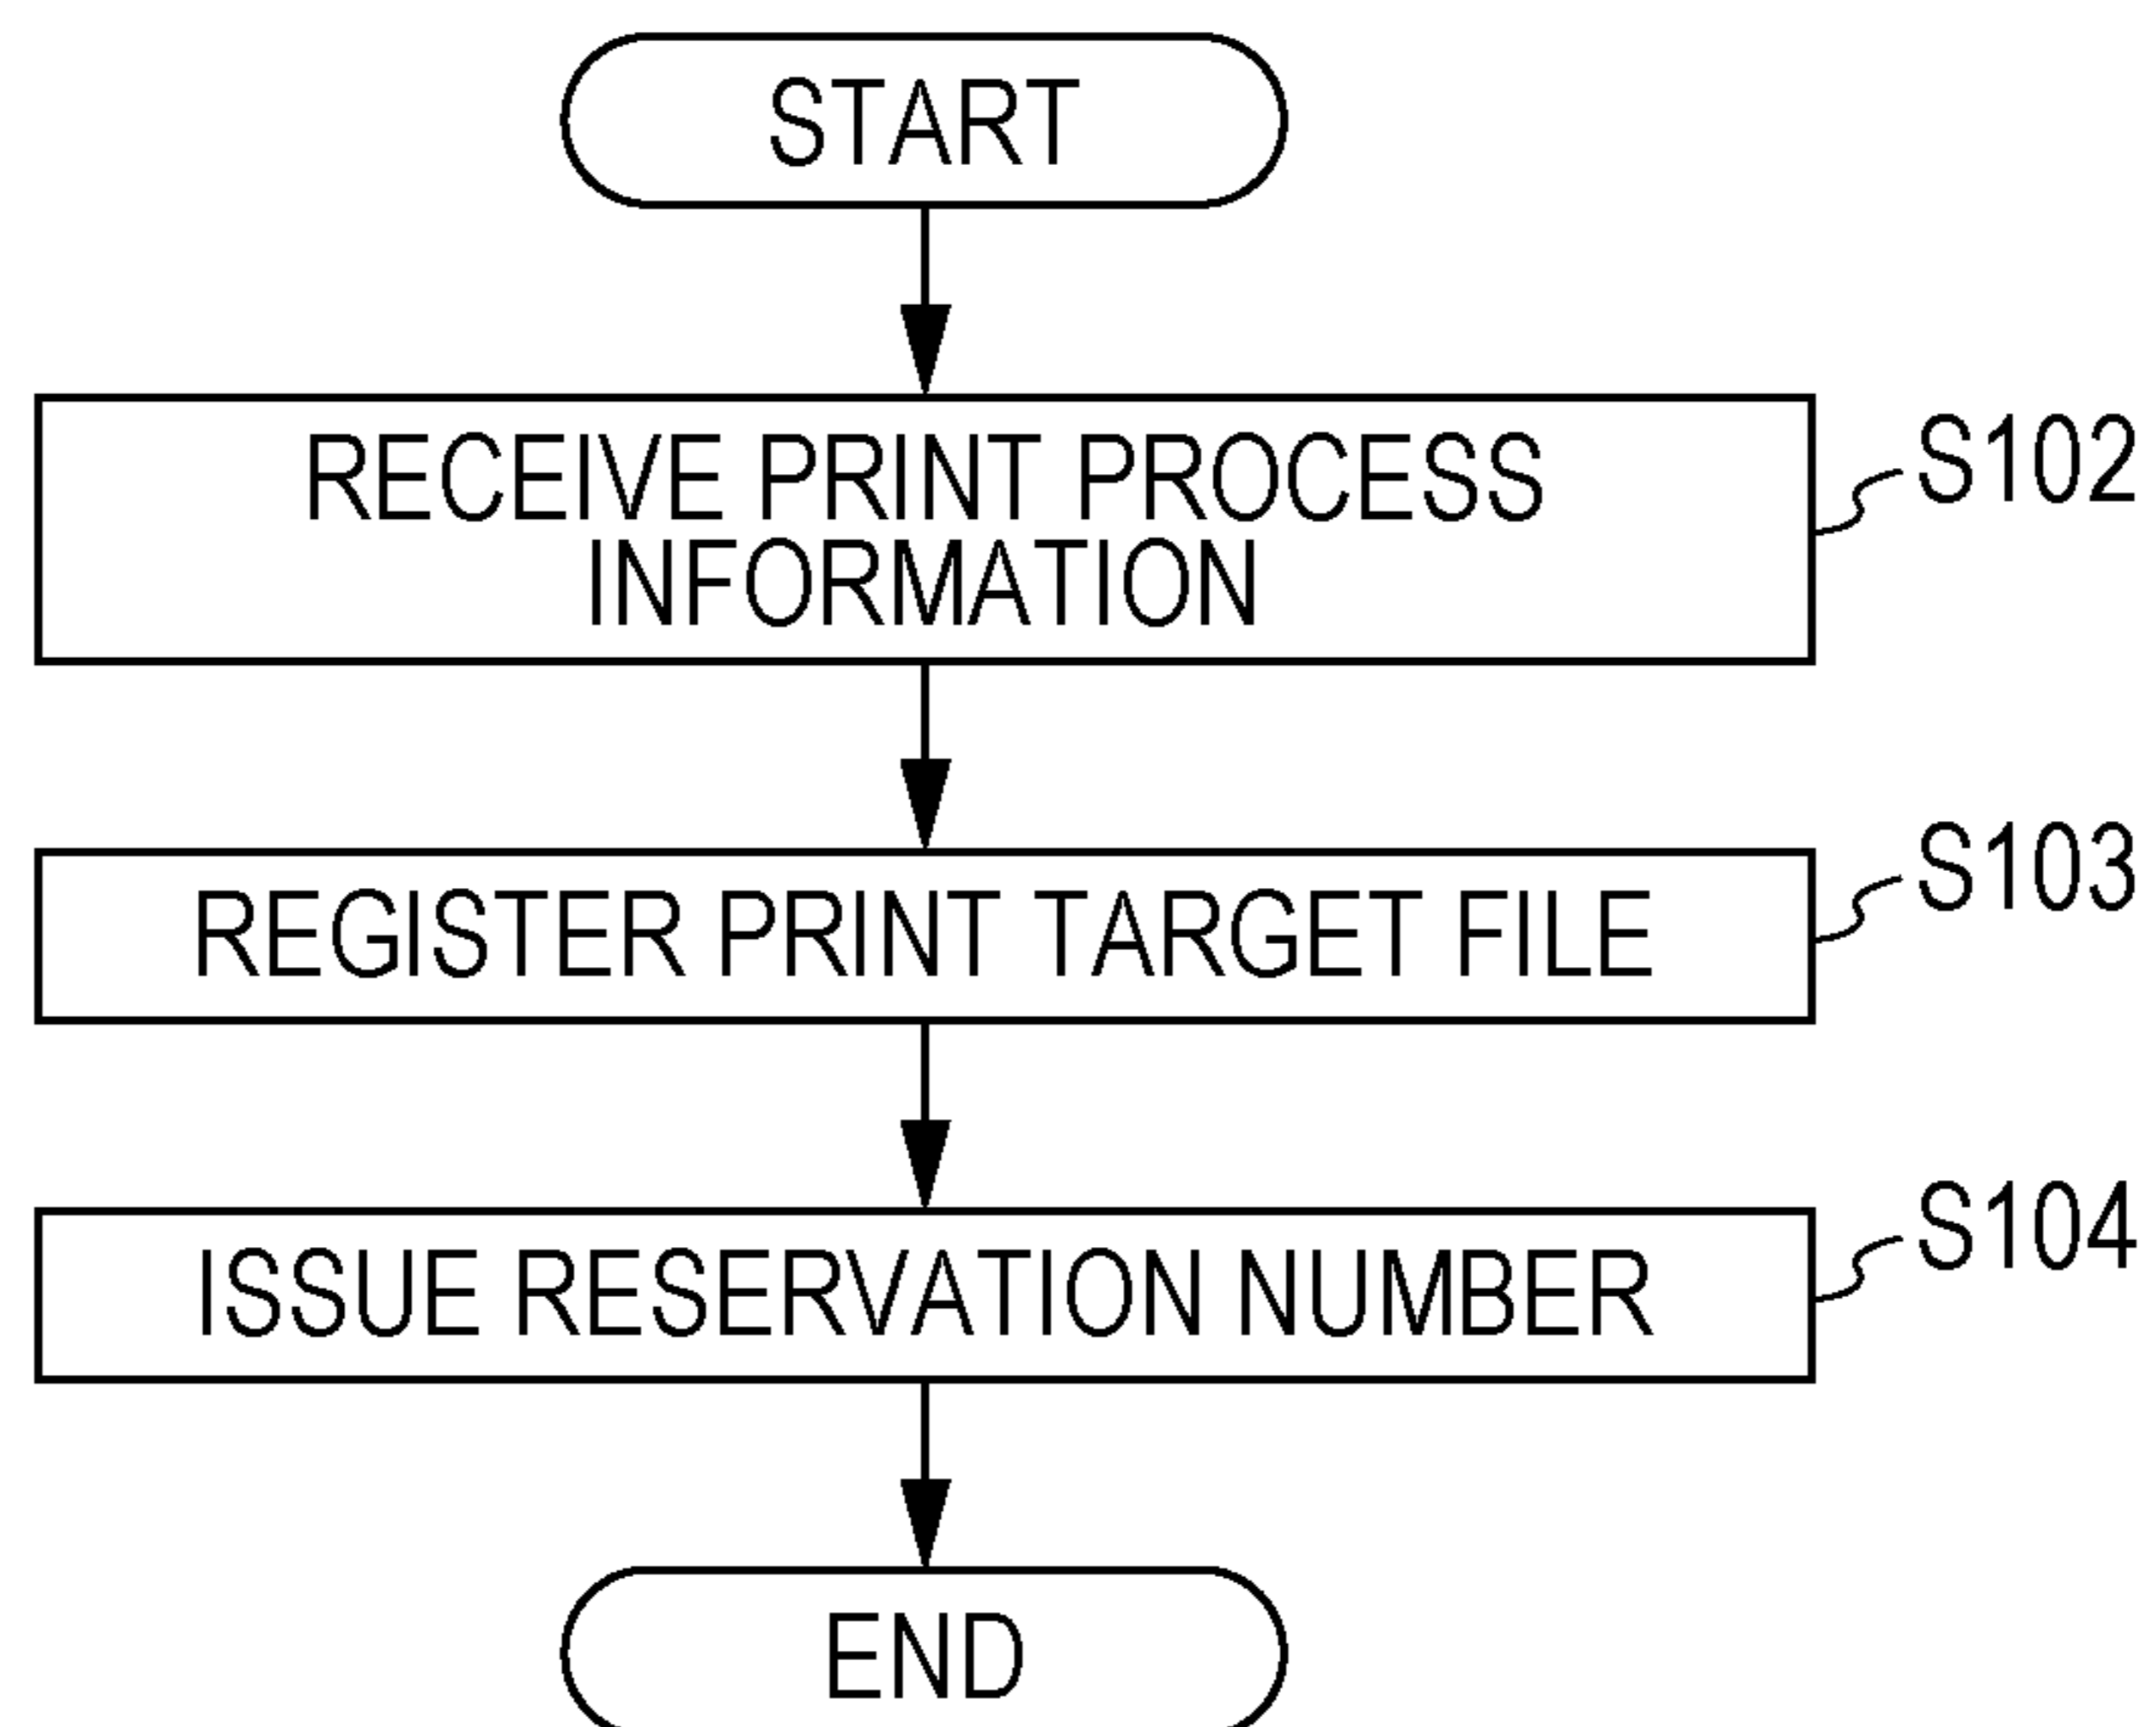 START
RECEIVE PRINT PROCESS
INFORMATION
S102
REGISTER PRINT TARGET FILE
S103
ISSUE RESERVATION NUMBER
S104
END